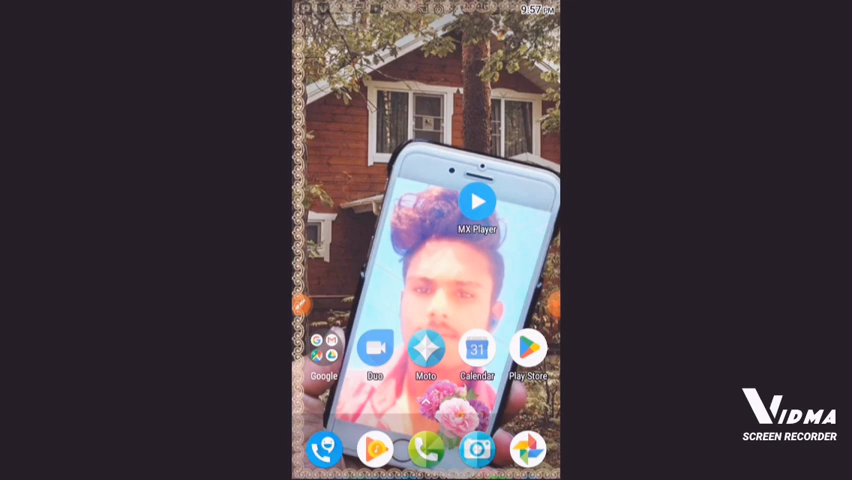 9:57 PM
MX Player
31
Google
Duo
Moto
Calendar
Play Store
VIDMA
SCREEN RECORDER